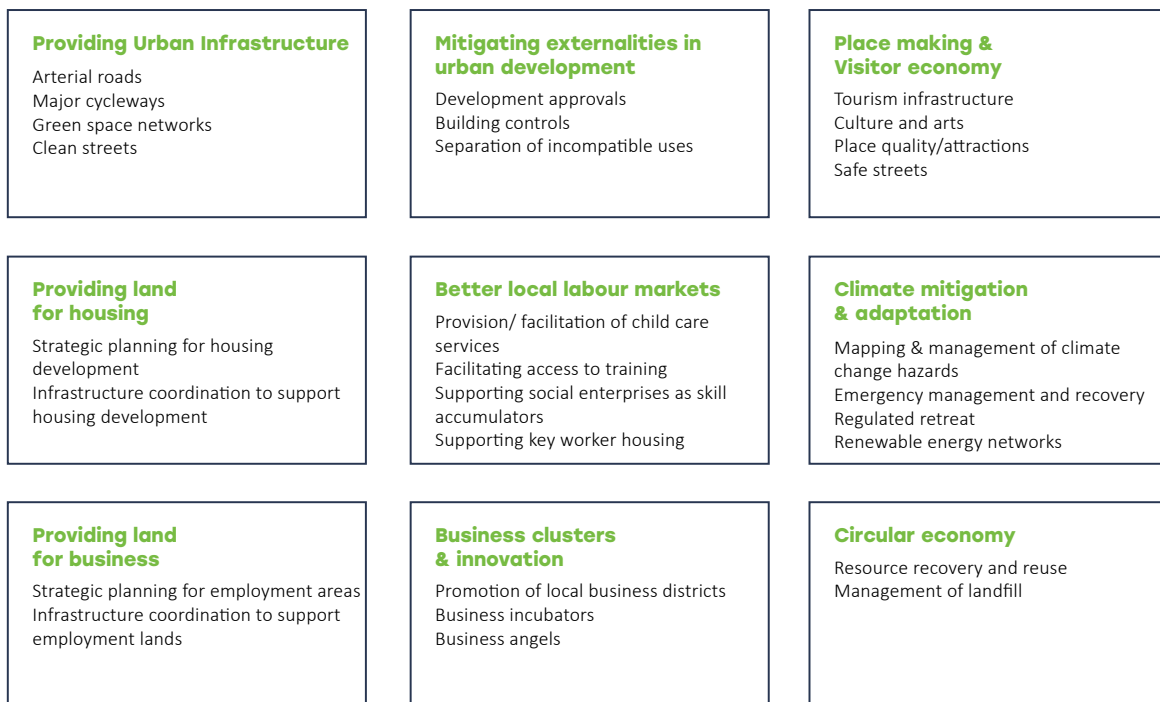 Providing Urban Infrastructure
Arterial roads
Major cycleways
Green space networks
Clean streets
Mitigating externalities in
urban development
Development approvals
Building controls
Separation of incompatible uses
Place making &
Visitor economy
Tourism infrastructure
Culture and arts
Place quality/attractions
Safe streets
Providing land
for housing
Strategic planning for housing
development
Infrastructure coordination to support
housing development
Better local labour markets
Provision/ facilitation of child care
services
Facilitating access to training
Supporting social enterprises as skill
accumulators
Supporting key worker housing
Climate mitigation
& adaptation
Mapping & management of climate
change hazards
Emergency management and recovery
Regulated retreat
Renewable energy networks
Providing land
for business
Strategic planning for employment areas
Infrastructure coordination to support
employment lands
Business clusters
& innovation
Promotion of local business districts
Business incubators
Business angels
Circular economy
Resource recovery and reuse
Management of landfill